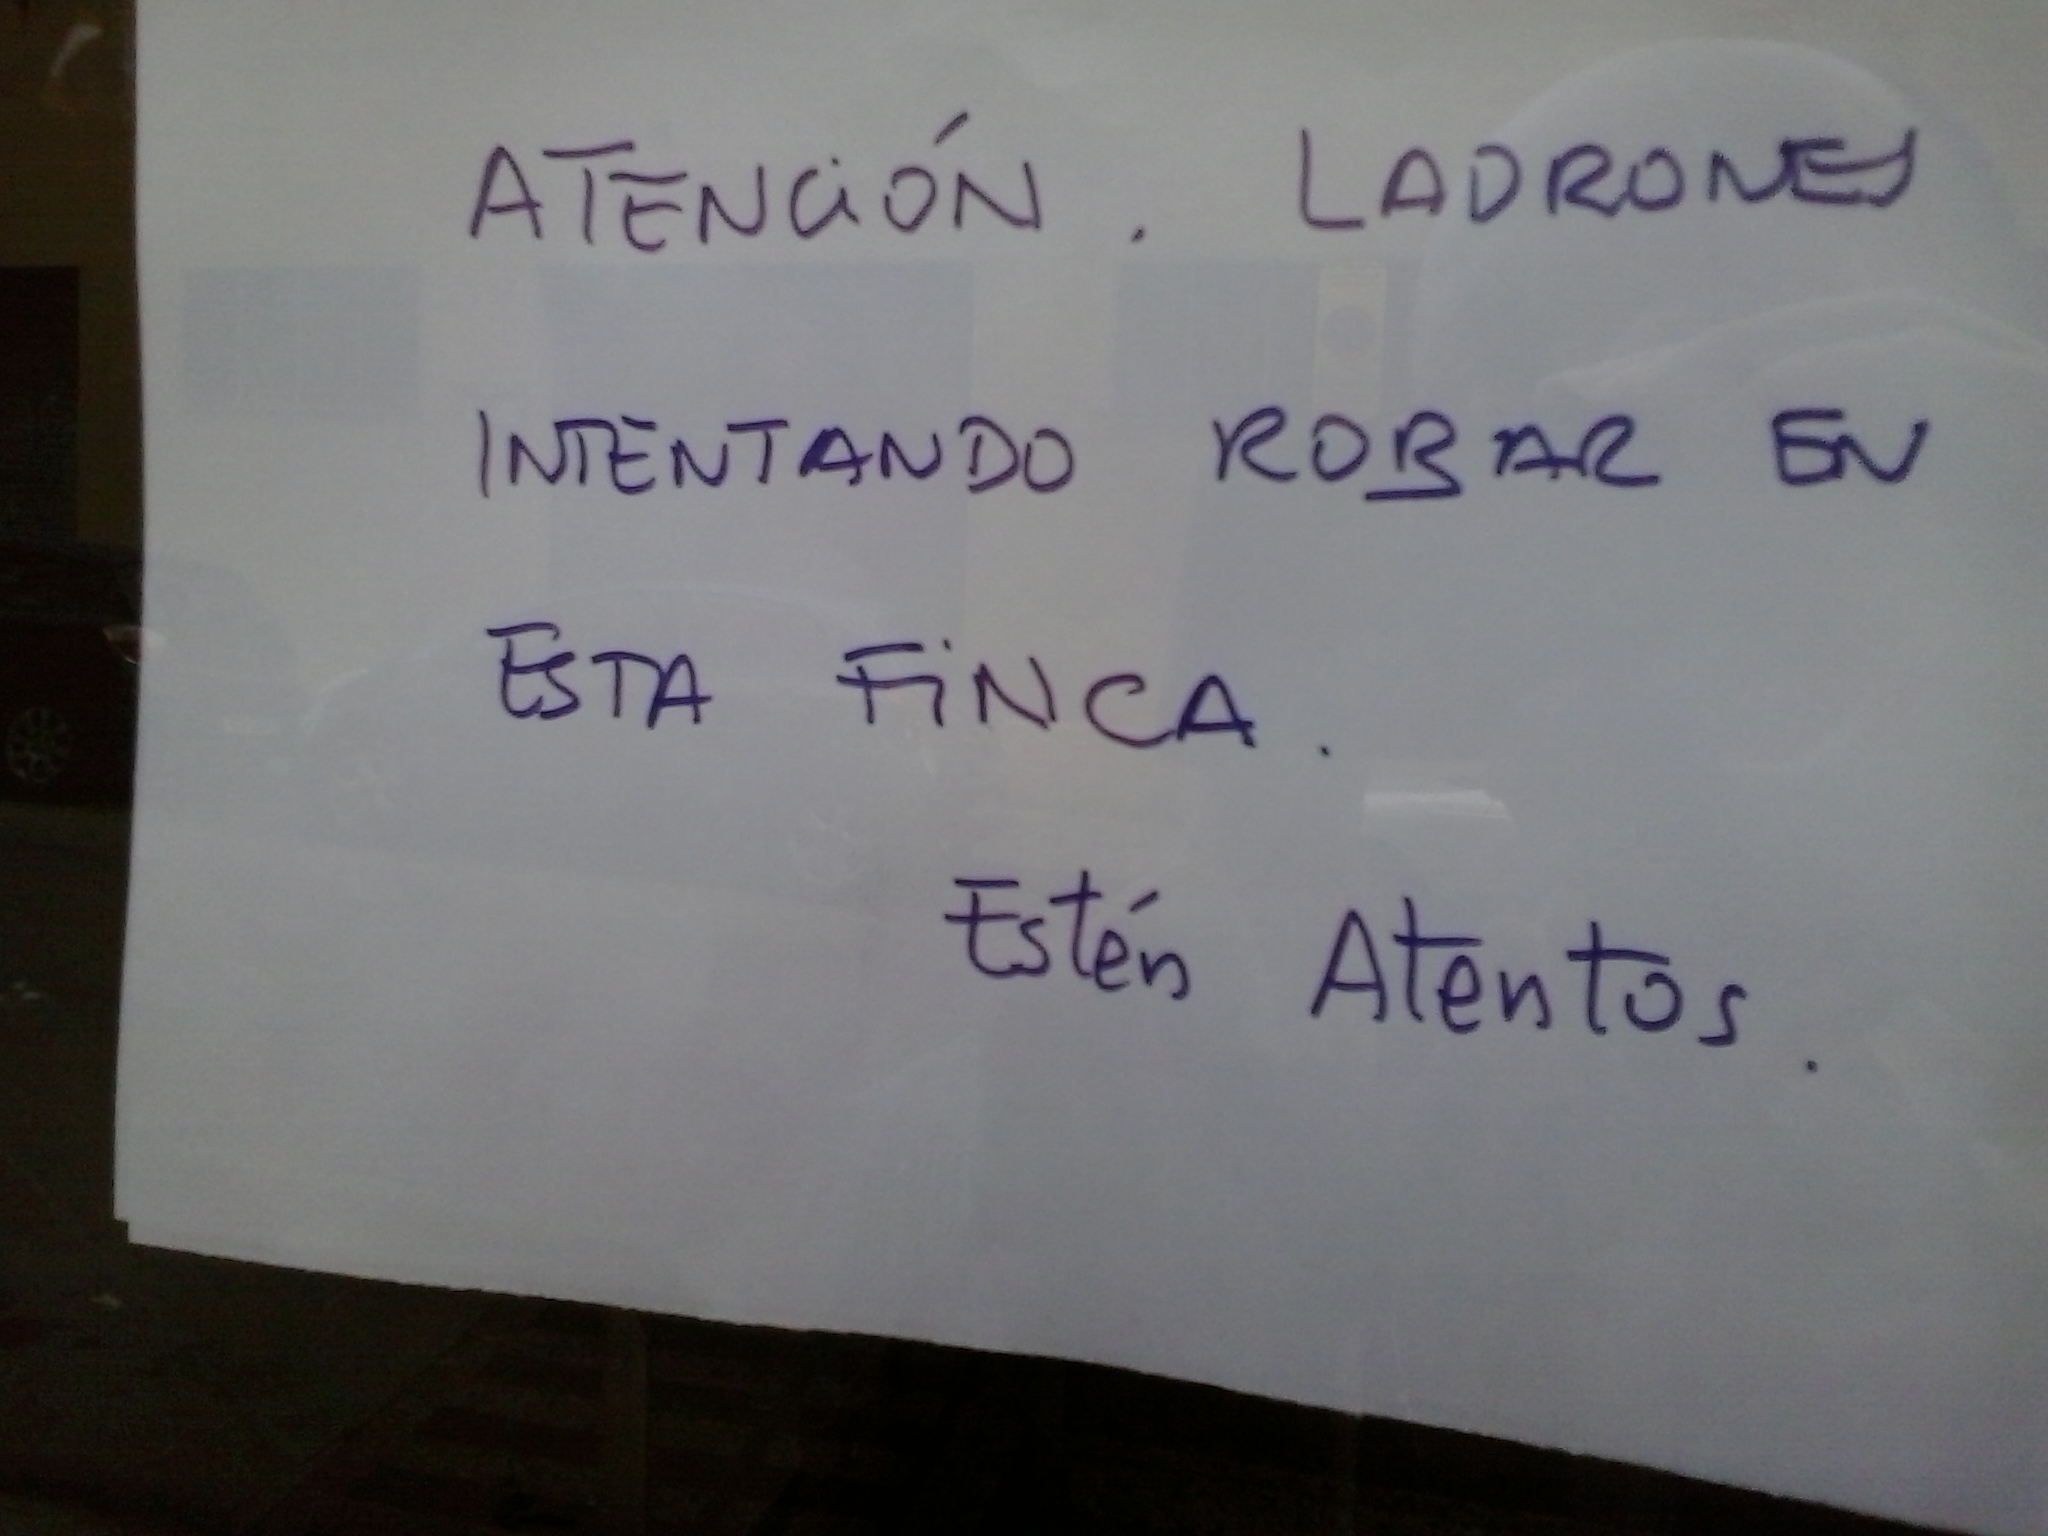 ATENCiÓN. LADRONES
INTENTANDO ROBAR EN
ESTA FiNCA.
Estén Atentos.